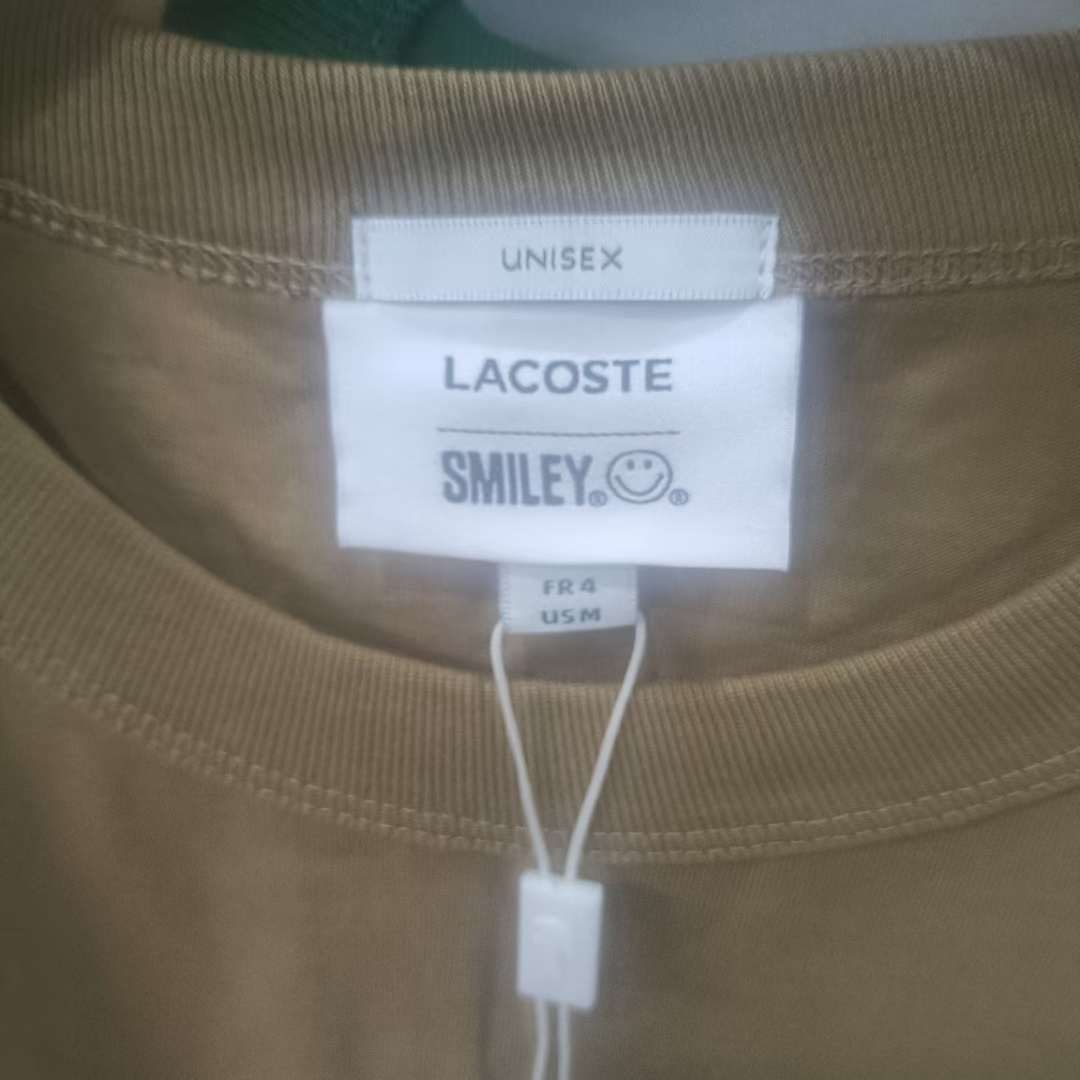 UNISEX
LACOSTE
SMILEY®®
FR 4
US M